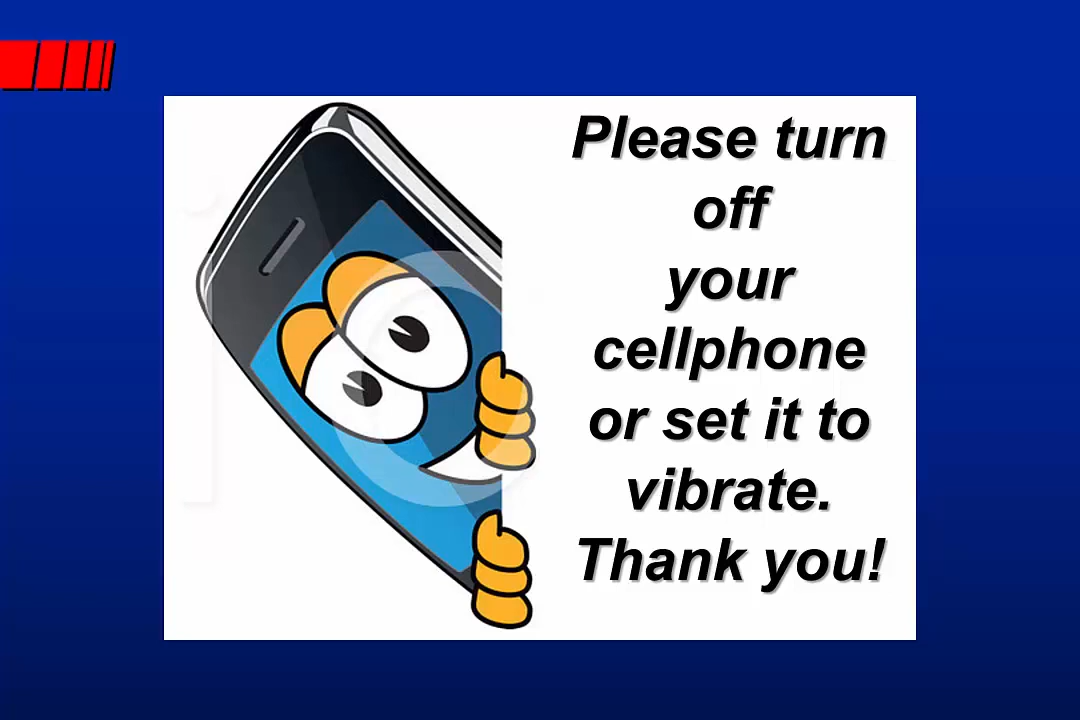 Please turn
off
your
cellphone
or set it to
vibrate.
Thank you!